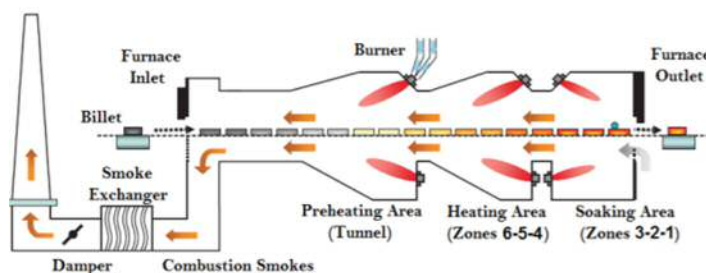 Burner
Furnace
Inlet
Furnace
Outlet
Billet
Smoke
Exchanger
Preheating Area
(Tunnel)
Heating Area
(Zones 6-5-4)
Soaking Area
(Zones 3-2-1)
Damper
Combustion Smokes